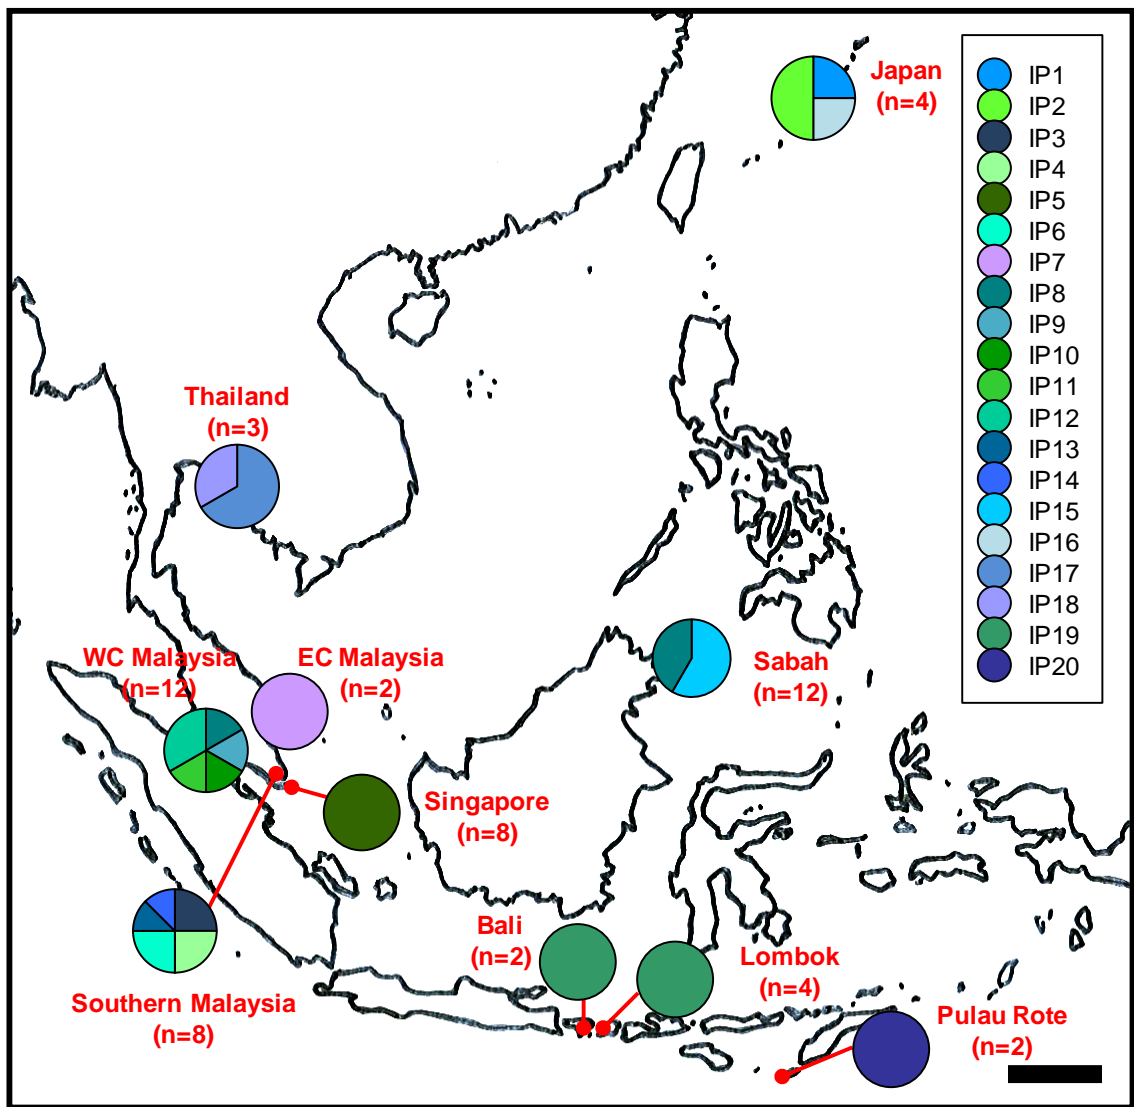 Japan
(n=4)
IP1
IP2
IP3
IP4
IP5
IP6
IP7
IP8
IP9
IP10
IP11
IP12
IP13
IP14
IP15
IP16
IP17
IP18
IP19
IP20
Thailand
(n=3)
WC Malaysia
(n=12)
EC Malaysia
(n=2)
Sabah
(n=12)
Singapore
(n=8)
Bali
(n=2)
Lombok
(n=4)
Southern Malaysia
(n=8)
Pulau Rote
(n=2)